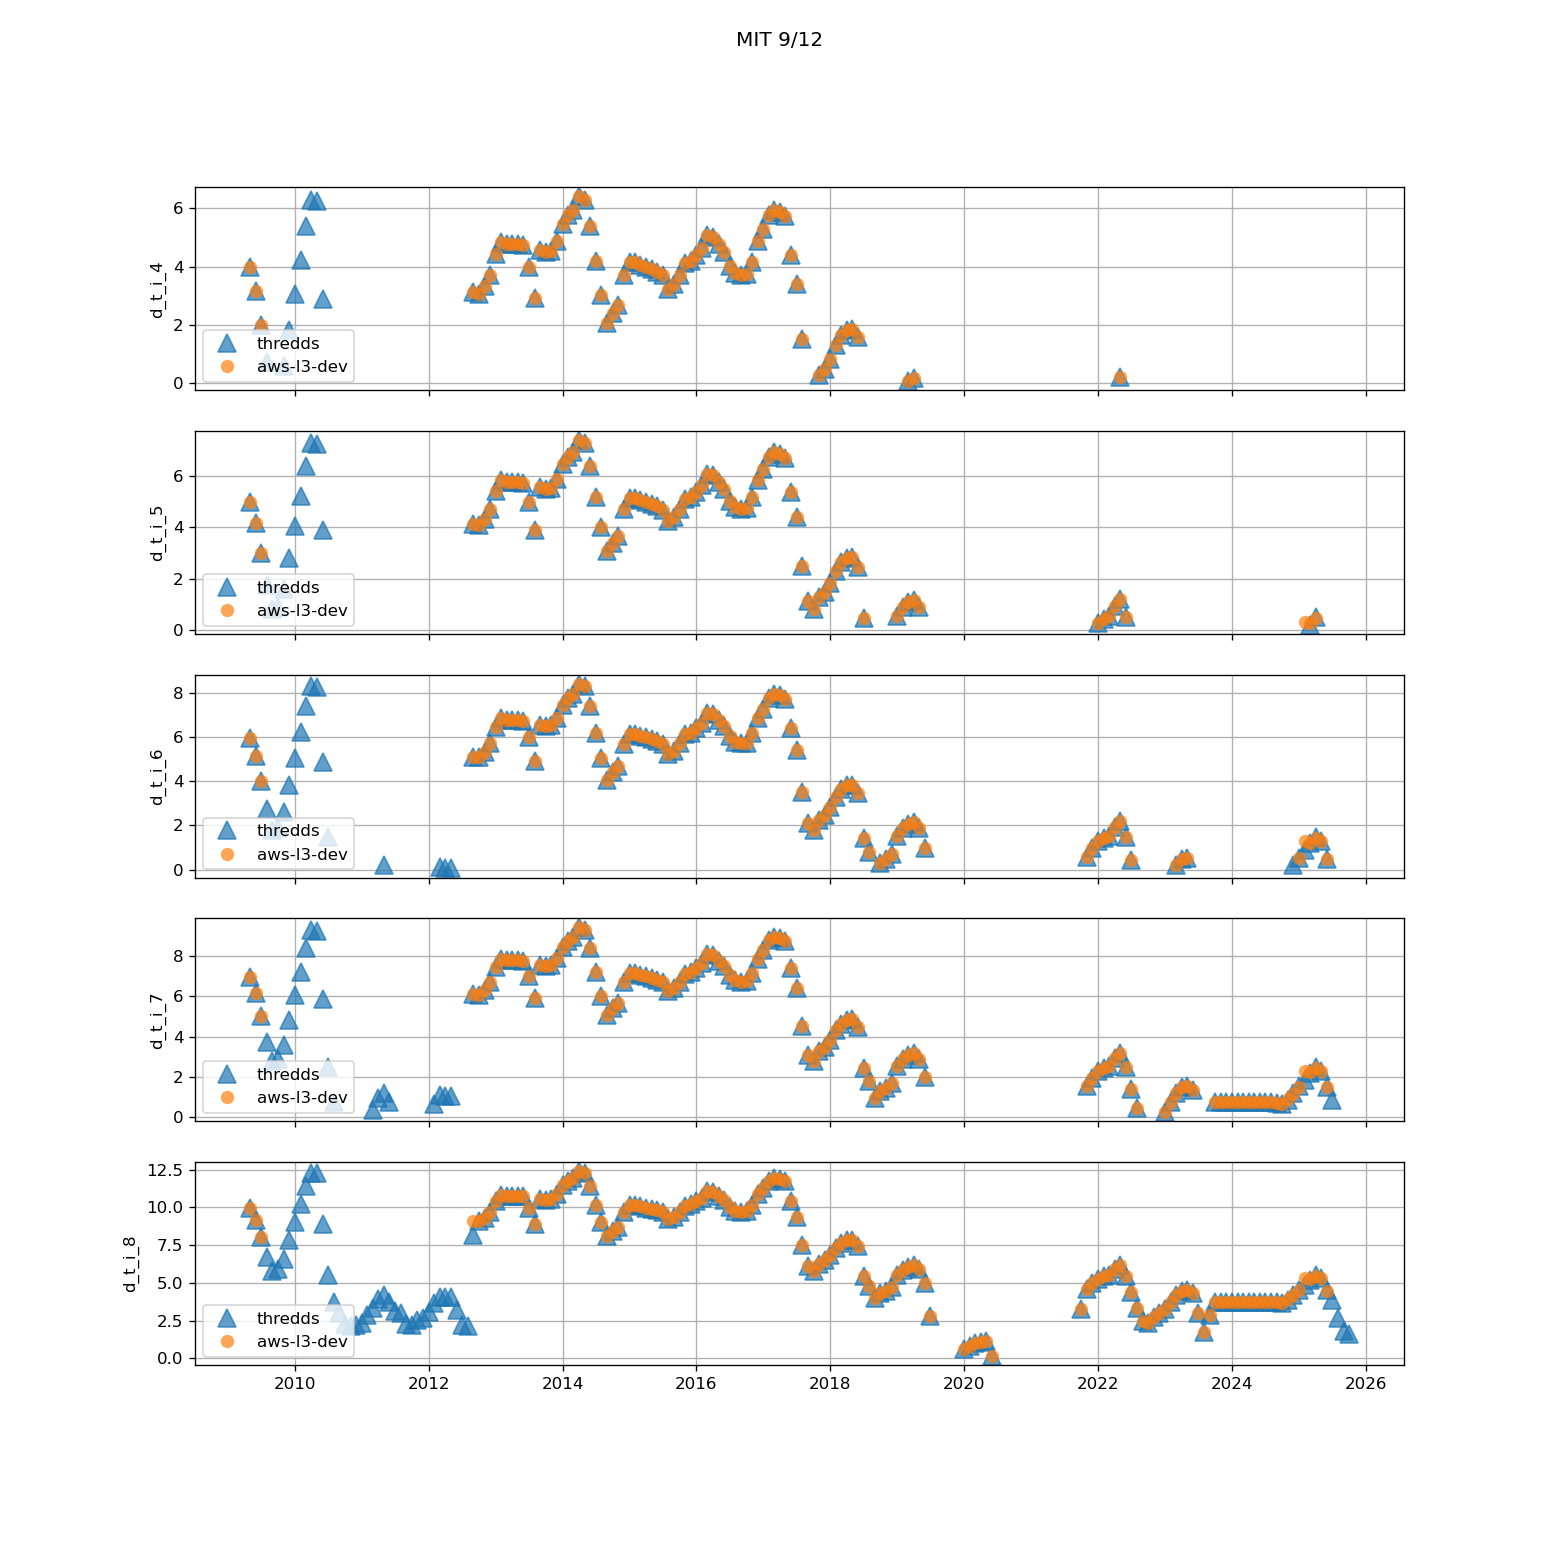 MIT 9/12
6
4
2
0
d_t_i_4
thredds
aws-l3-dev
6
4
2
0
d_t_i_5
thredds
aws-l3-dev
8
6
4
2
0
d_t_i_6
thredds
aws-l3-dev
8
6
4
2
0
d_t_i_7
thredds
aws-l3-dev
12.5
10.0
7.5
5.0
2.5
0.0
d_t_i_8
thredds
aws-l3-dev
2010 2012 2014 2016 2018 2020 2022 2024 2026